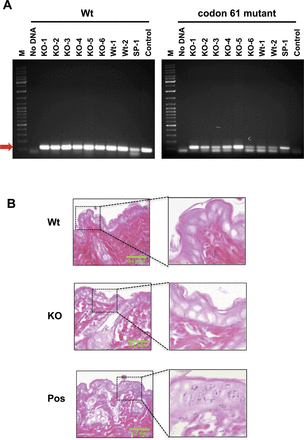 A
Wt
codon 61 mutant
M
No DNA
KO-1
KO-2
KO-3
KO-4
KO-5
KO-6
Wt-1
Wt-2
SP-1
Control
M
No DNA
KO-1
KO-2
KO-3
KO-4
KO-5
KO-6
Wt-1
Wt-2
SP-1
Control
B
Wt
KO
Pos